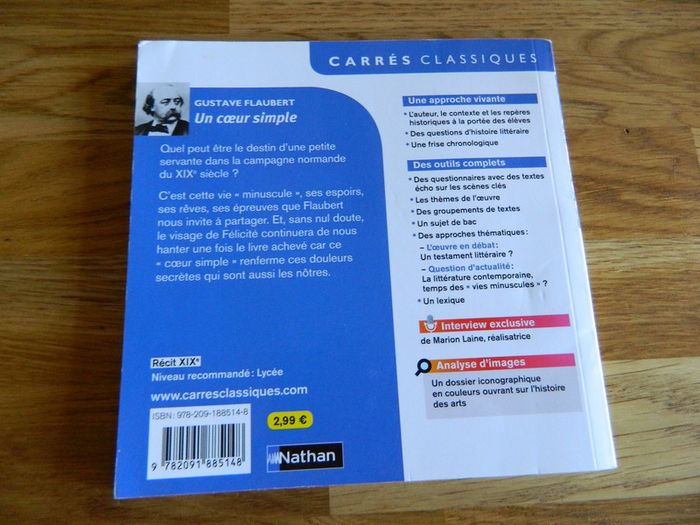 CARRÉS CLASSIQUES
GUSTAVE FLAUBERT
Un cœur simple
Quel peut être le destin d'une petite
servante dans la campagne normande
du XIXe siècle ?
C'est cette vie « minuscule », ses espoirs,
ses rêves, ses épreuves que Flaubert
nous invite à partager. Et, sans nul doute,
le visage de Félicité continuera de nous
hanter une fois le livre achevé car ce
« cœur simple » renferme ces douleurs
secrètes qui sont aussi les nôtres.
Récit XIXe
Niveau recommandé : Lycée
www.carresclassiques.com
ISBN : 978-209-188514-8
9 782091 885148
2,99 €
Nathan
Une approche vivante
• L'auteur, le contexte et les repères
historiques à la portée des élèves
• Des questions d'histoire littéraire
• Une frise chronologique
Des outils complets
• Des questionnaires avec des textes
écho sur les scènes clés
• Les thèmes de l'œuvre
• Des groupements de textes
• Un sujet de bac
• Des approches thématiques :
– L'œuvre en débat :
Un testament littéraire ?
– Question d'actualité :
La littérature contemporaine,
temps des « vies minuscules » ?
• Un lexique
Interview exclusive
de Marion Laine, réalisatrice
Analyse d'images
Un dossier iconographique
en couleurs ouvrant sur l'histoire
des arts